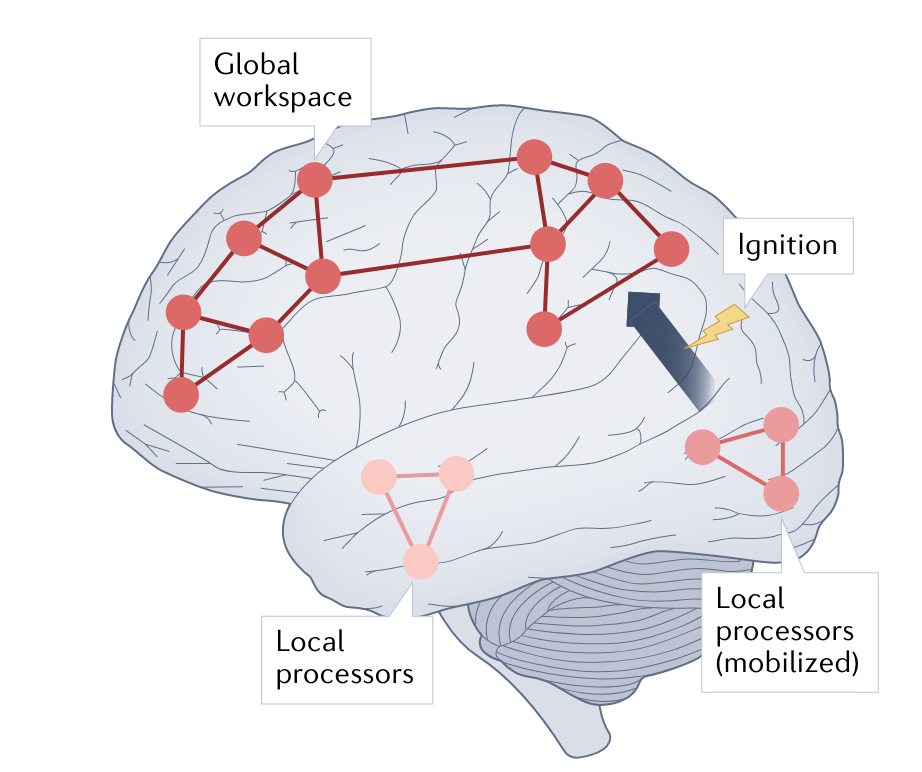 Global
workspace
Ignition
Local
processors
(mobilized)
Local
processors